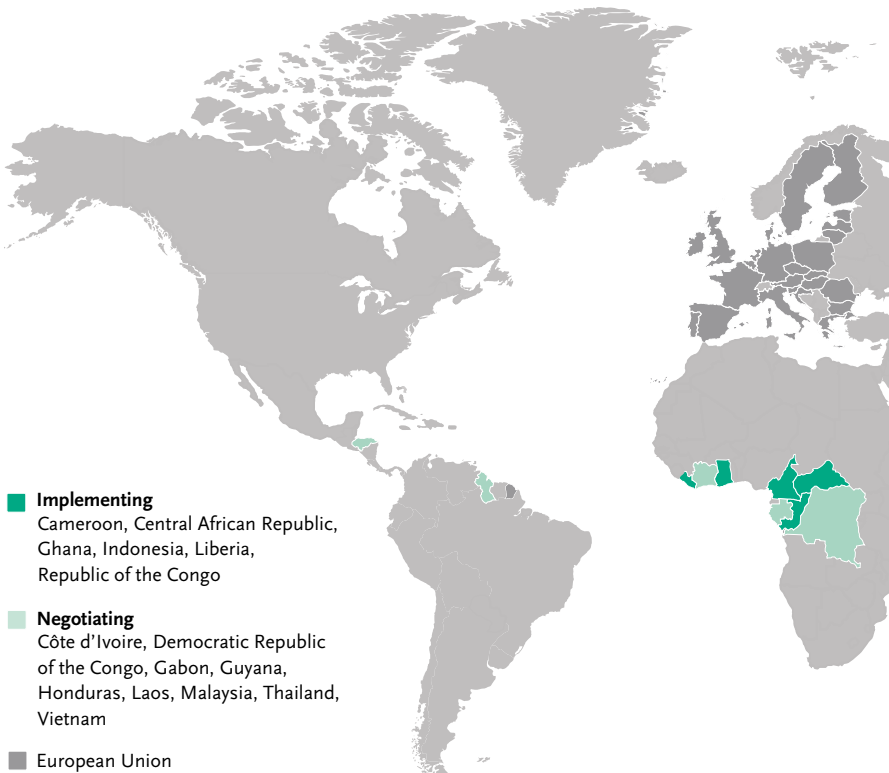 Implementing
Cameroon, Central African Republic,
Ghana, Indonesia, Liberia,
Republic of the Congo
Negotiating
Côte d’Ivoire, Democratic Republic
of the Congo, Gabon, Guyana,
Honduras, Laos, Malaysia, Thailand,
Vietnam
European Union